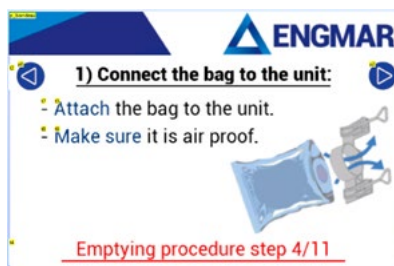 ENGMAR
1) Connect the bag to the unit:
- Attach the bag to the unit.
- Make sure it is air proof.
Emptying procedure step 4/11